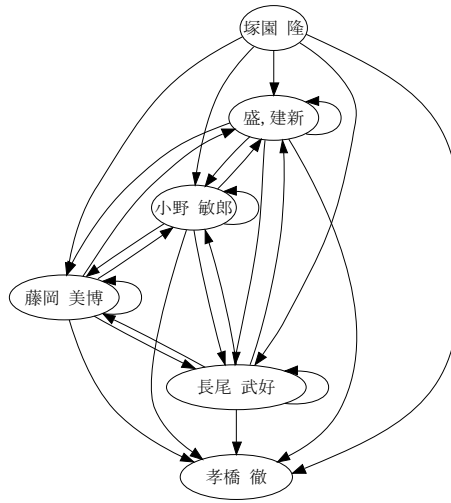 塚園 隆
盛, 建新
小野 敏郎
藤岡 美博
長尾 武好
孝橋 徹